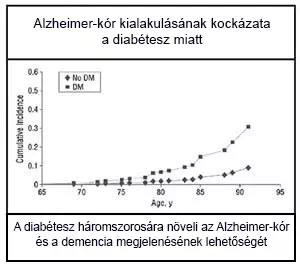 Alzheimer-kór kialakulásának kockázata
a diabétesz miatt
No DM
DM
Cumulative Incidence
0.6
0.5
0.4
0.3
0.2
0.1
0
65 70 75 80 85 90 95
Age, y
A diabétesz háromszorosára növeli az Alzheimer-kór
és a demencia megjelenésének lehetőségét